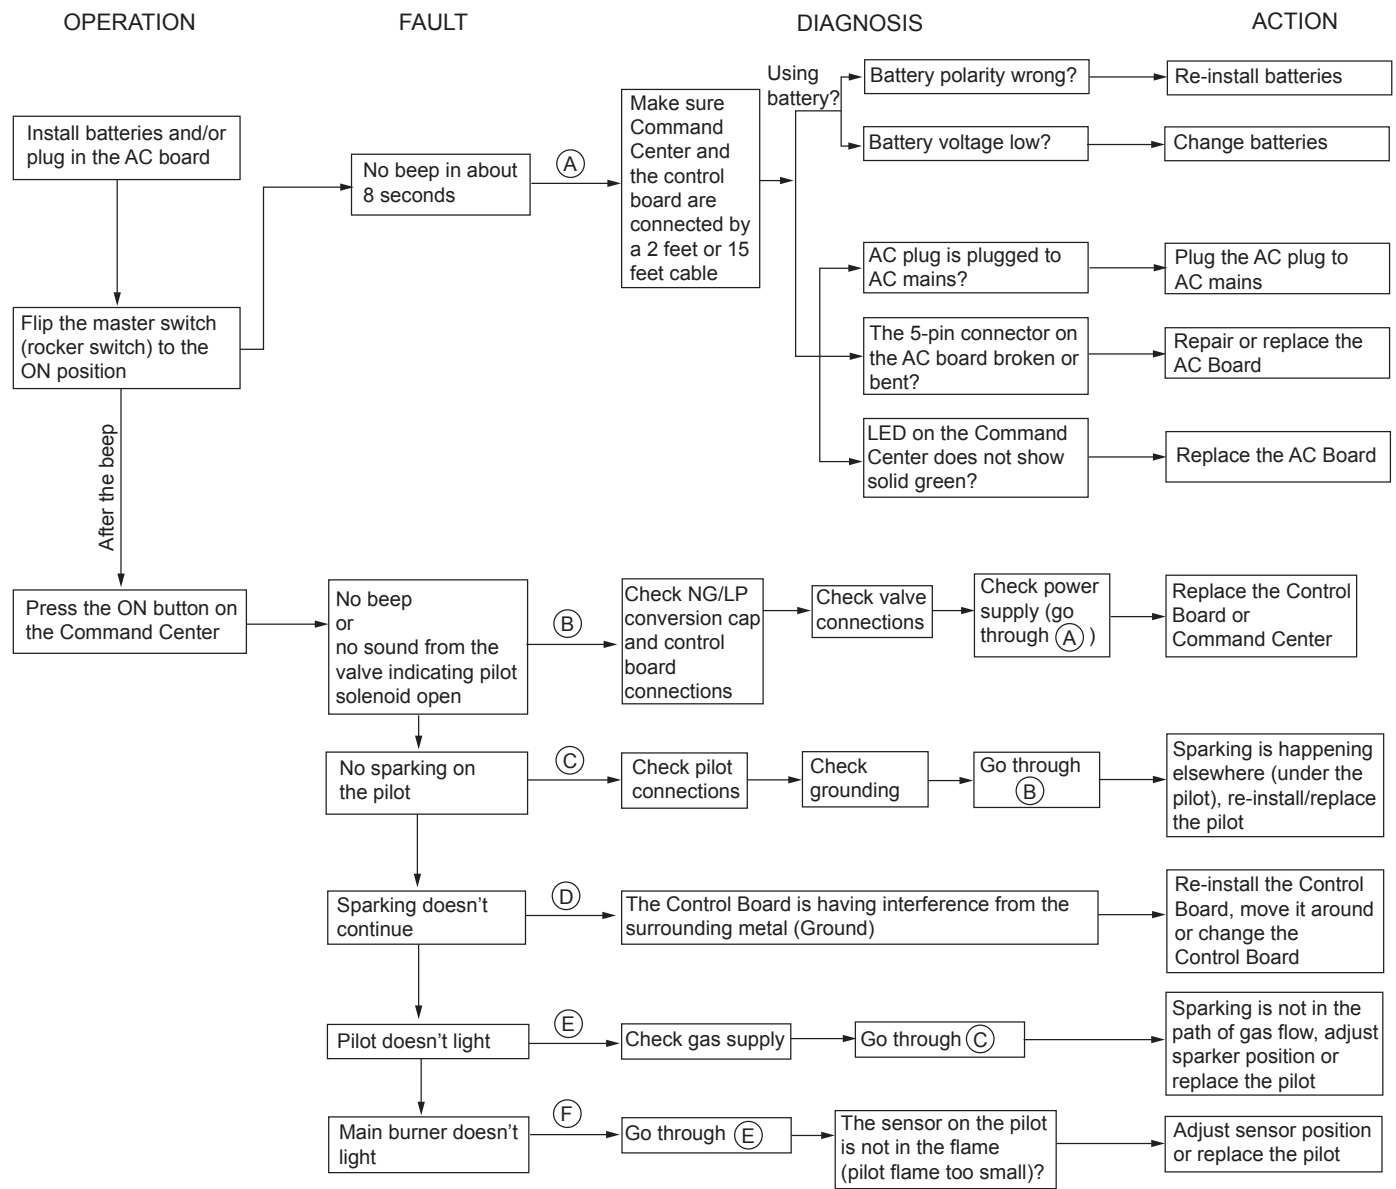 OPERATION
FAULT
DIAGNOSIS
ACTION
Install batteries and/or
plug in the AC board
Flip the master switch
(rocker switch) to the
ON position
After the beep
Press the ON button on
the Command Center
No beep in about
8 seconds
A
Make sure
Command
Center and
the control
board are
connected by
a 2 feet or 15
feet cable
Using
battery?
Battery polarity wrong?
Re-install batteries
Battery voltage low?
Change batteries
AC plug is plugged to
AC mains?
Plug the AC plug to
AC mains
The 5-pin connector on
the AC board broken or
bent?
Repair or replace the
AC Board
LED on the Command
Center does not show
solid green?
Replace the AC Board
No beep
or
no sound from the
valve indicating pilot
solenoid open
B
Check NG/LP
conversion cap
and control
board
connections
Check valve
connections
Check power
supply (go
through A )
Replace the Control
Board or
Command Center
No sparking on
the pilot
C
Check pilot
connections
Check
grounding
Go through
B
Sparking is happening
elsewhere (under the
pilot), re-install/replace
the pilot
Sparking doesn't
continue
D
The Control Board is having interference from the
surrounding metal (Ground)
Re-install the Control
Board, move it around
or change the
Control Board
Pilot doesn't light
E
Check gas supply
Go through C
Sparking is not in the
path of gas flow, adjust
sparker position or
replace the pilot
Main burner doesn't
light
F
Go through E
The sensor on the pilot
is not in the flame
(pilot flame too small)?
Adjust sensor position
or replace the pilot